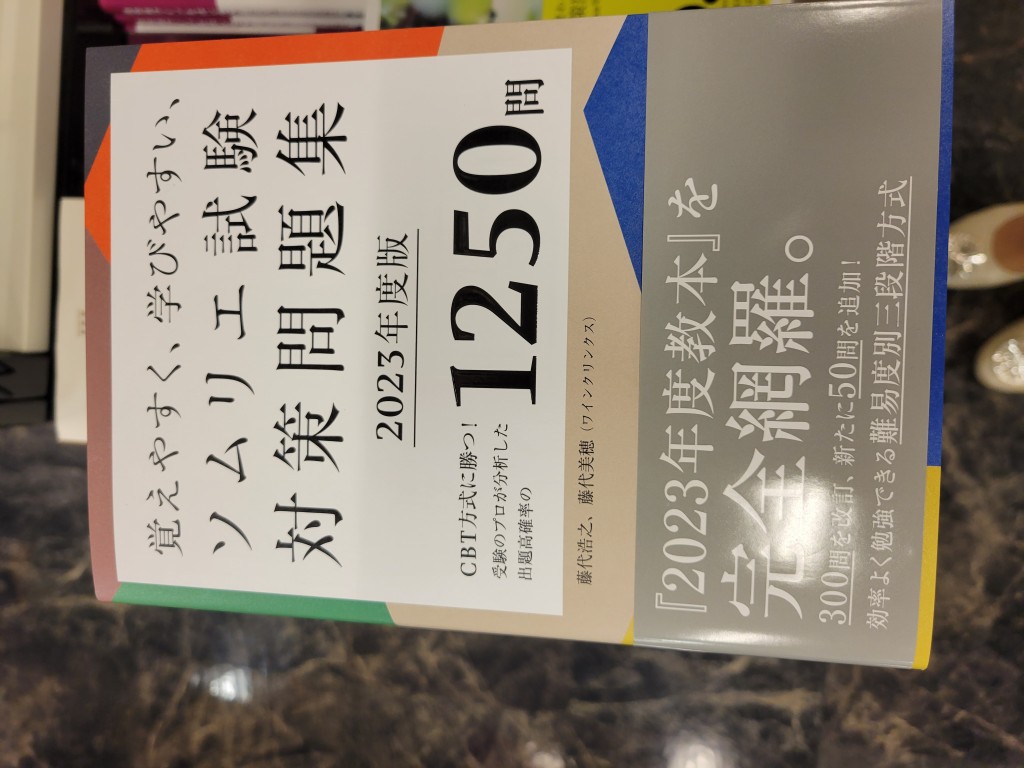 覚えやすく、学びやすい、
ソムリエ試験
対策問題集
2023年度版
CBT方式に勝つ!
受験のプロが分析した
出題高確率の
1250問
藤代浩之、藤代美穂(ワインクリンクス)
『2023年度教本』を
完全網羅。
300問を改訂、新たに50問を追加!
効率よく勉強できる難易度別三段階方式